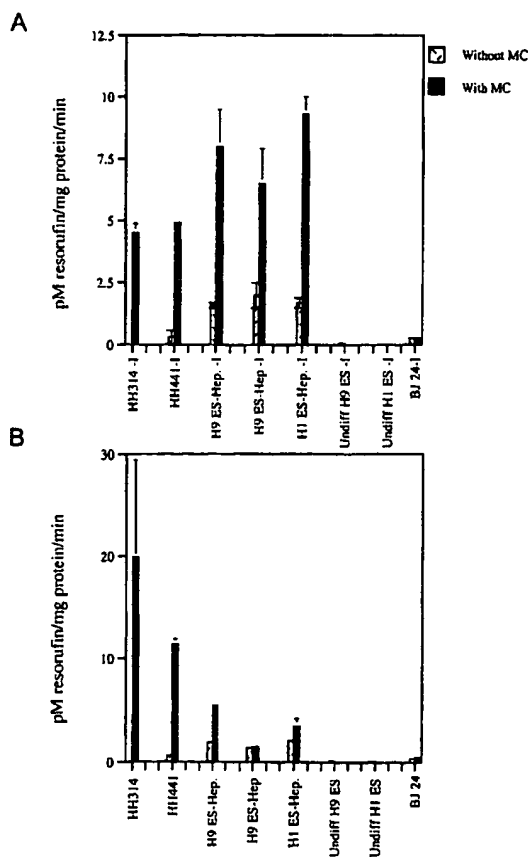 A
12.5
10
7.5
5
2.5
0
pM resorufin/mg protein/min
Without MC
With MC
HH314 -I
HH441 -I
H9 ES-Hep. -I
H9 ES-Hep -I
H1 ES-Hep. -I
Undiff H9 ES -I
Undiff H1 ES -I
BJ 24-I
B
30
20
10
0
pM resorufin/mg protein/min
HH314
HH441
H9 ES-Hep.
H9 ES-Hep
H1 ES-Hep.
Undiff H9 ES
Undiff H1 ES
BJ 24